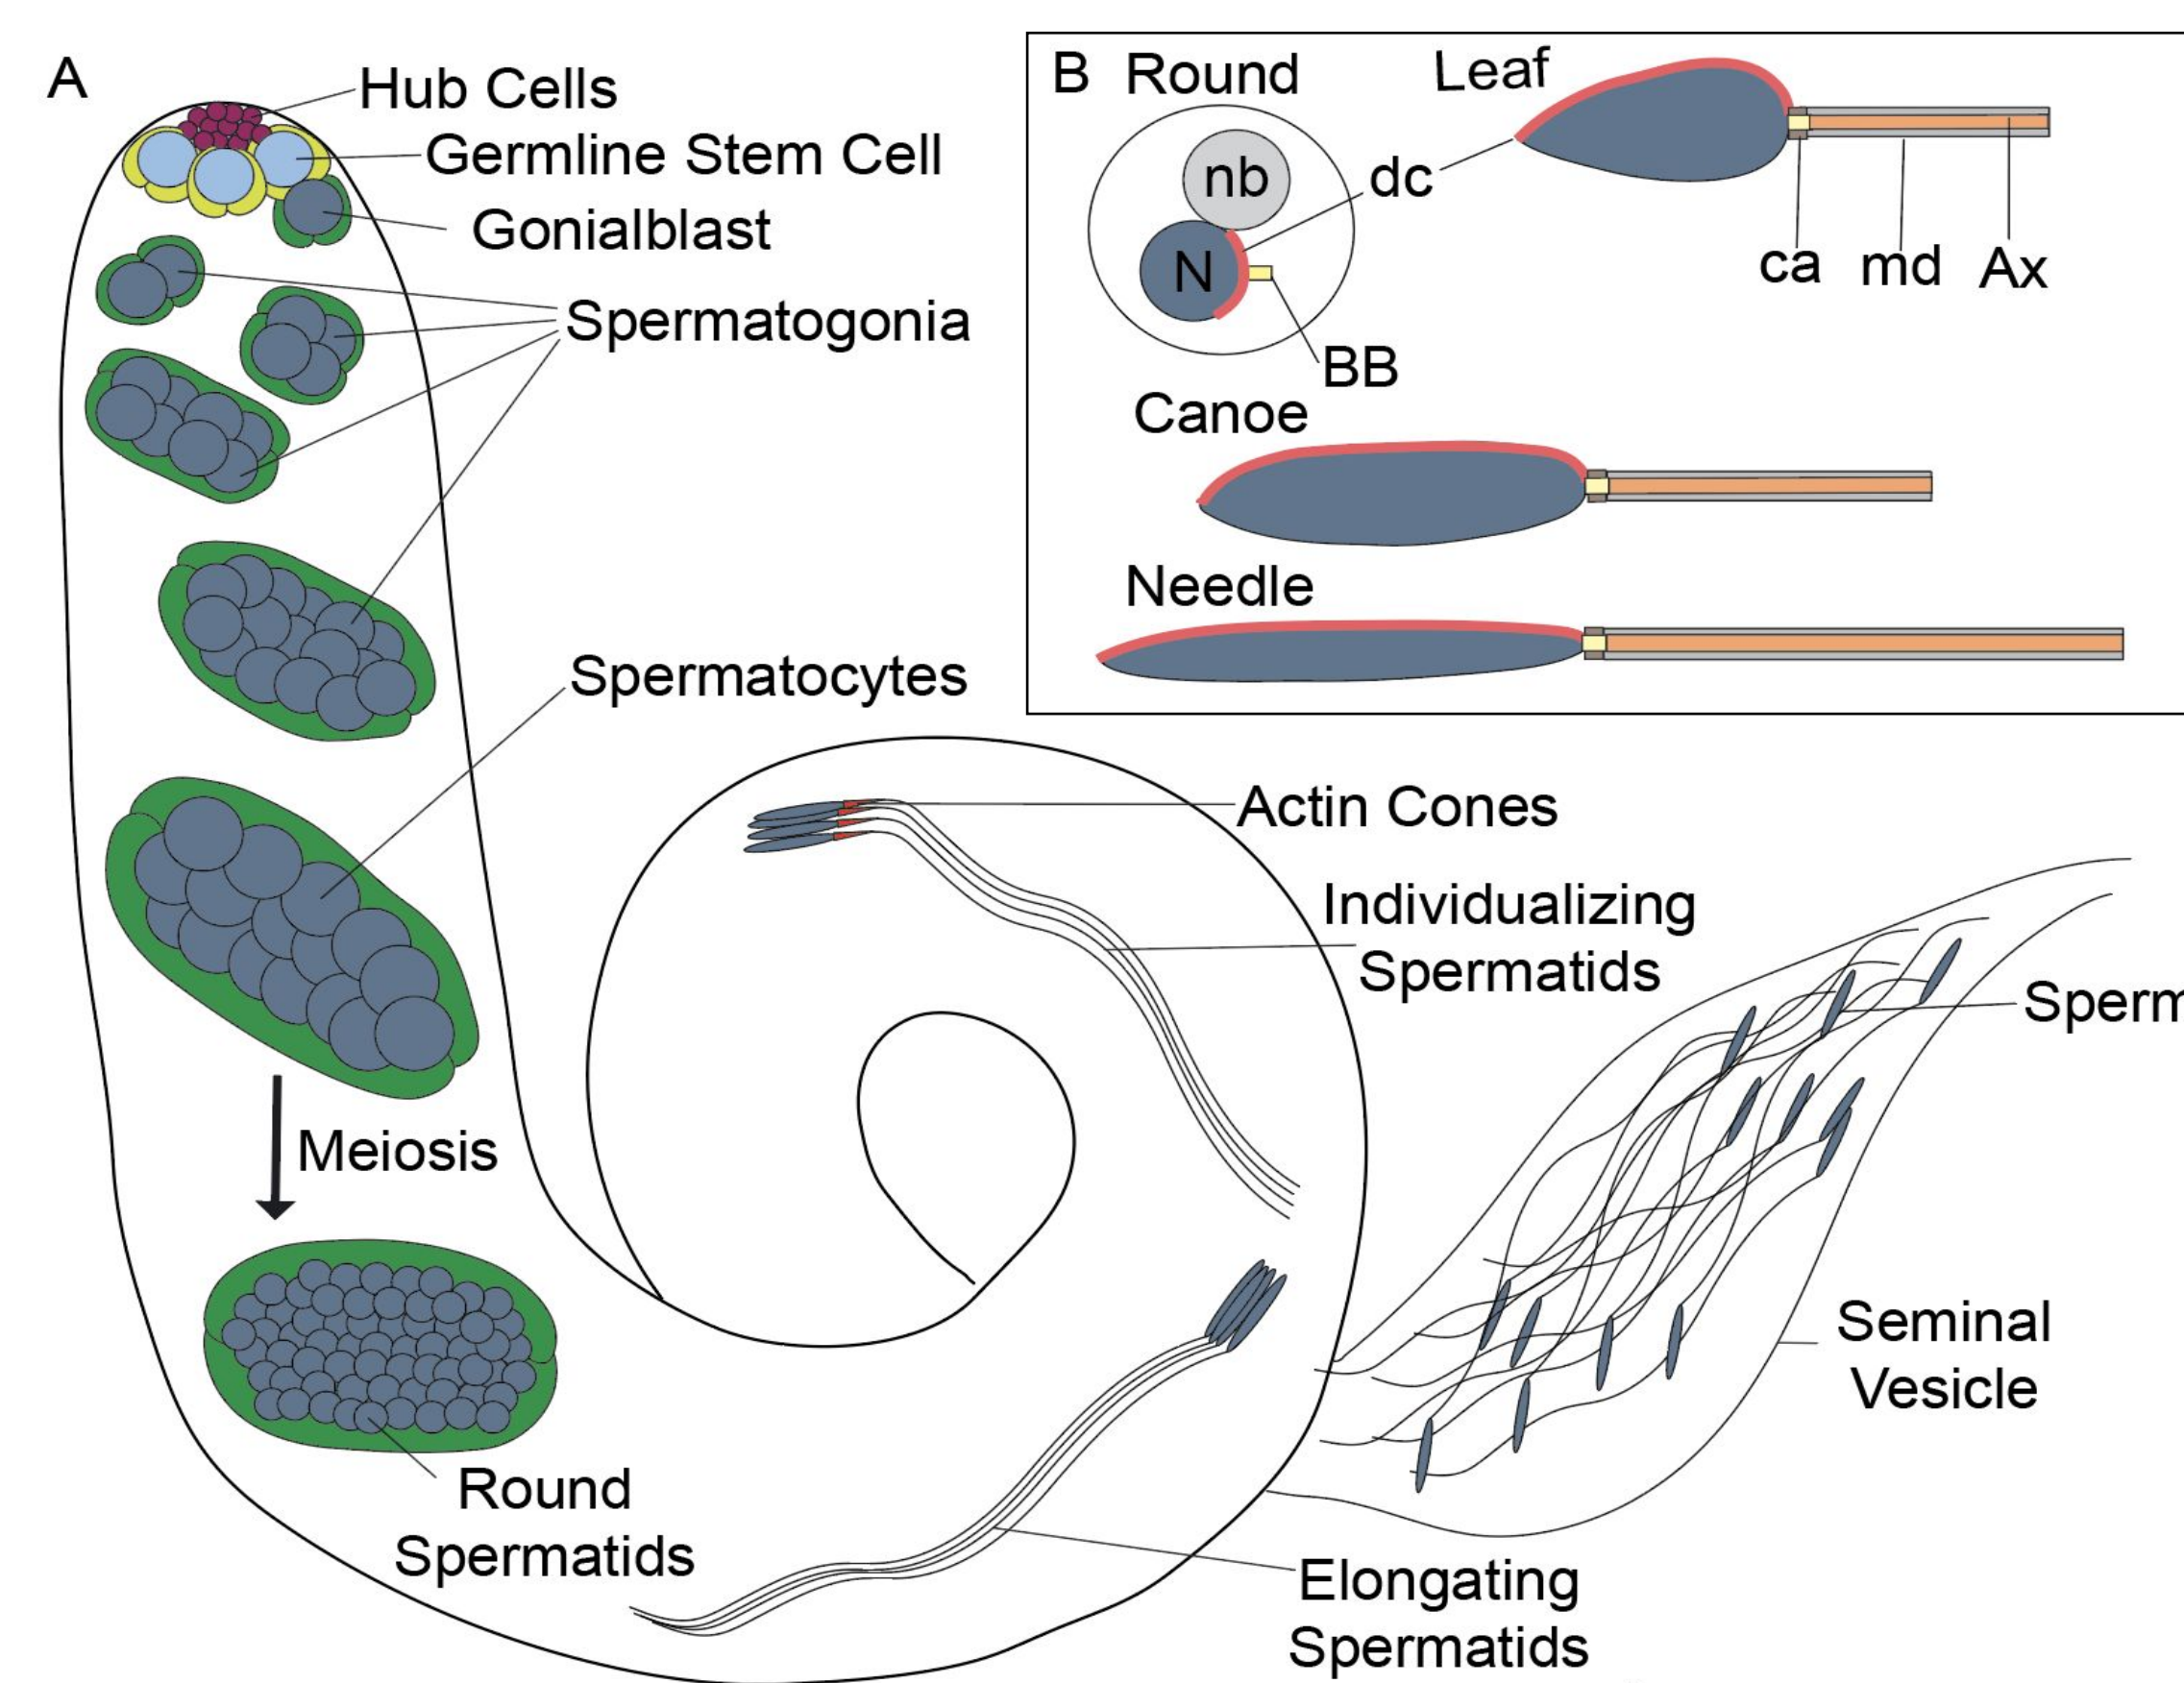 A
Hub Cells
Germline Stem Cell
Gonialblast
Spermatogonia
Spermatocytes
Meiosis
Round
Spermatids
Actin Cones
Individualizing
Spermatids
Sperm
Seminal
Vesicle
Elongating
Spermatids
B
Round
nb
N
dc
BB
Leaf
ca
md
Ax
Canoe
Needle